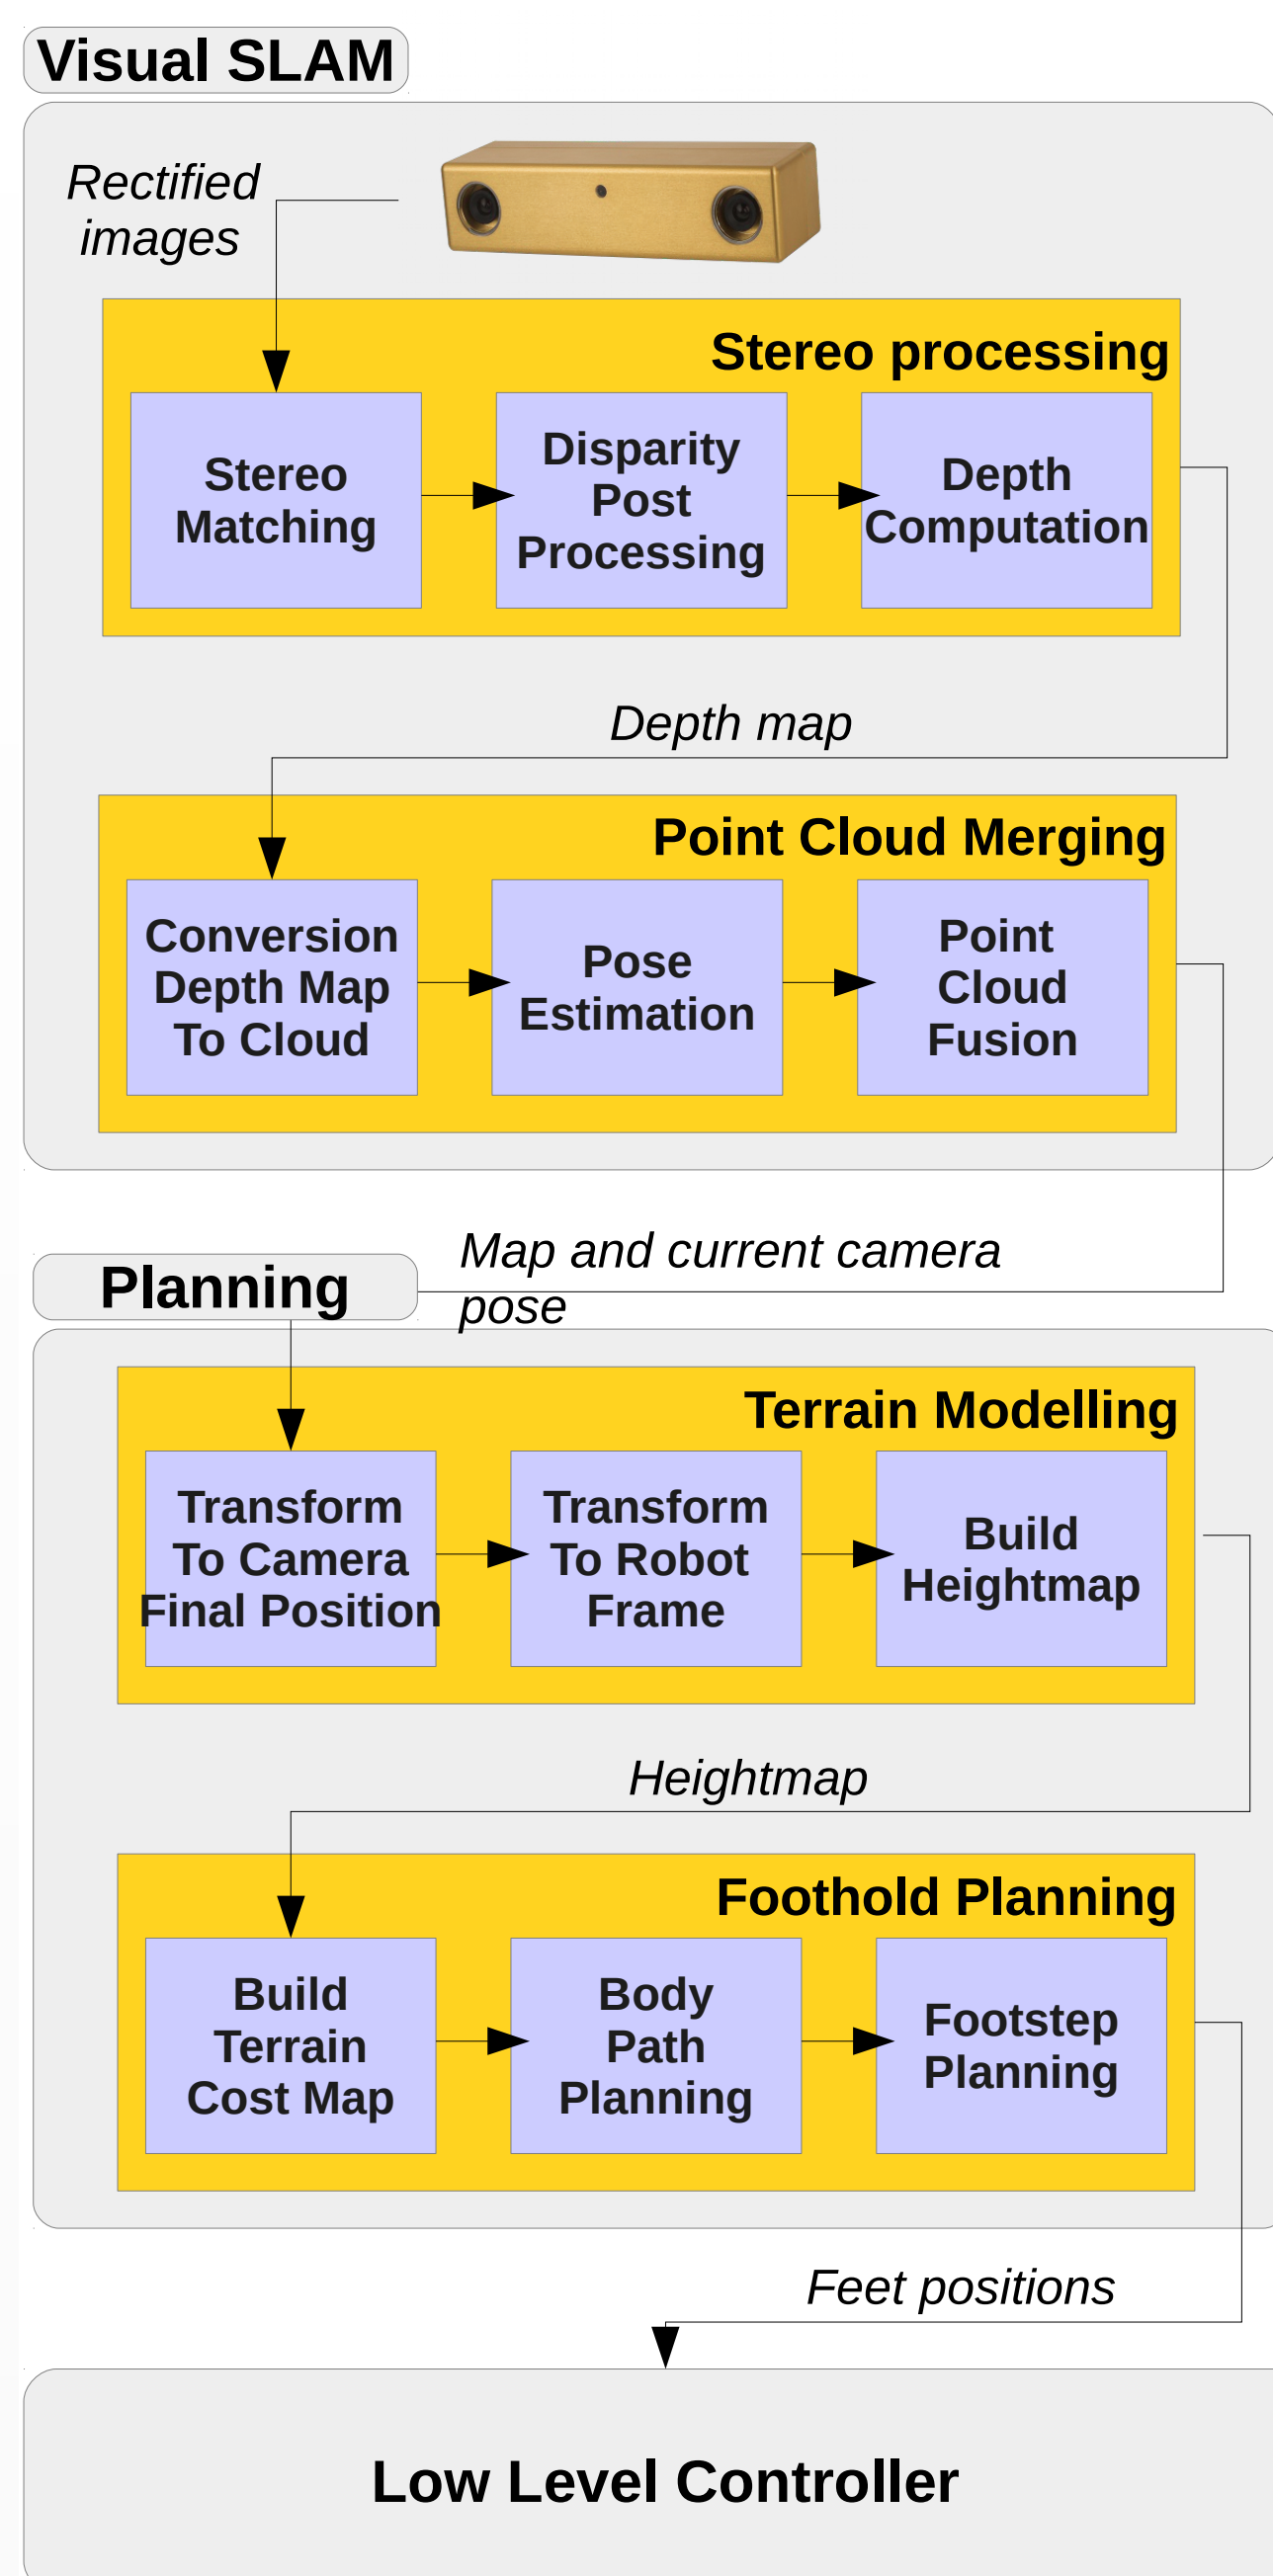 Visual SLAM
Rectified
images
Stereo processing
Stereo
Matching
Disparity
Post
Processing
Depth
Computation
Depth map
Point Cloud Merging
Conversion
Depth Map
To Cloud
Pose
Estimation
Point
Cloud
Fusion
Map and current camera
pose
Planning
Terrain Modelling
Transform
To Camera
Final Position
Transform
To Robot
Frame
Build
Heightmap
Heightmap
Foothold Planning
Build
Terrain
Cost Map
Body
Path
Planning
Footstep
Planning
Feet positions
Low Level Controller